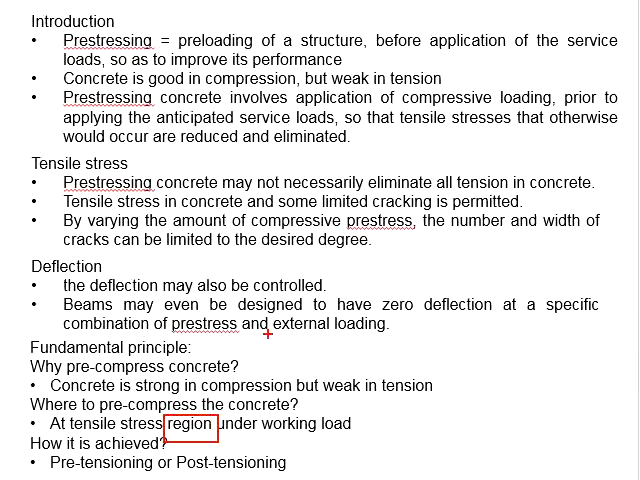 Introduction
• Prestressing = preloading of a structure, before application of the service
loads, so as to improve its performance
• Concrete is good in compression, but weak in tension
• Prestressing concrete involves application of compressive loading, prior to
applying the anticipated service loads, so that tensile stresses that otherwise
would occur are reduced and eliminated.
Tensile stress
• Prestressing concrete may not necessarily eliminate all tension in concrete.
• Tensile stress in concrete and some limited cracking is permitted.
• By varying the amount of compressive prestress, the number and width of
cracks can be limited to the desired degree.
Deflection
• the deflection may also be controlled.
• Beams may even be designed to have zero deflection at a specific
combination of prestress and external loading.
Fundamental principle:
Why pre-compress concrete?
• Concrete is strong in compression but weak in tension
Where to pre-compress the concrete?
• At tensile stress region under working load
How it is achieved?
• Pre-tensioning or Post-tensioning